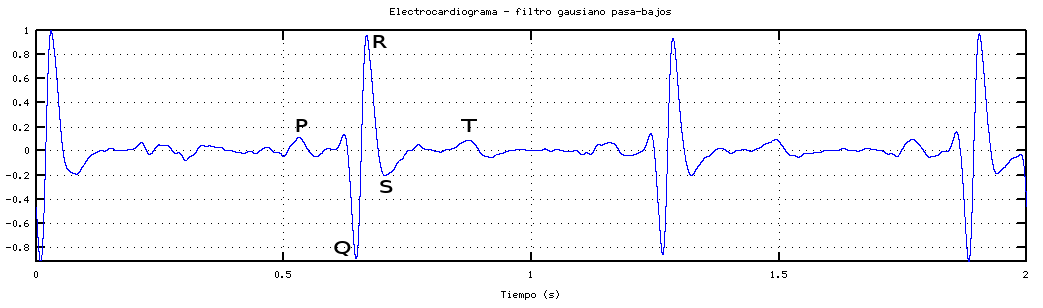 Electrocardiograma - filtro gausiano pasa-bajos
1
0.8
0.6
0.4
0.2
0
-0.2
-0.4
-0.6
-0.8
R
P
T
S
Q
0 0.5 1 1.5 2
Tiempo (s)